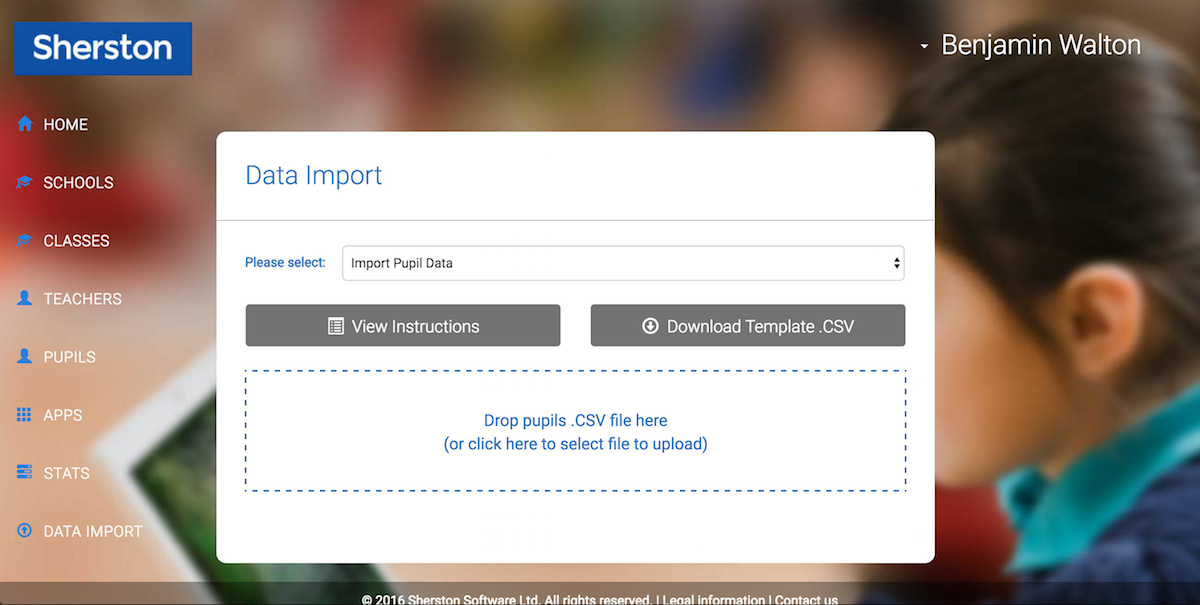 Sherston
Benjamin Walton
HOME
SCHOOLS
CLASSES
TEACHERS
PUPILS
APPS
STATS
DATA IMPORT
Data Import
Please select:
Import Pupil Data
View Instructions
Download Template .CSV
Drop pupils .CSV file here
(or click here to select file to upload)
© 2016 Sherston Software Ltd. All rights reserved. | Legal information | Contact us